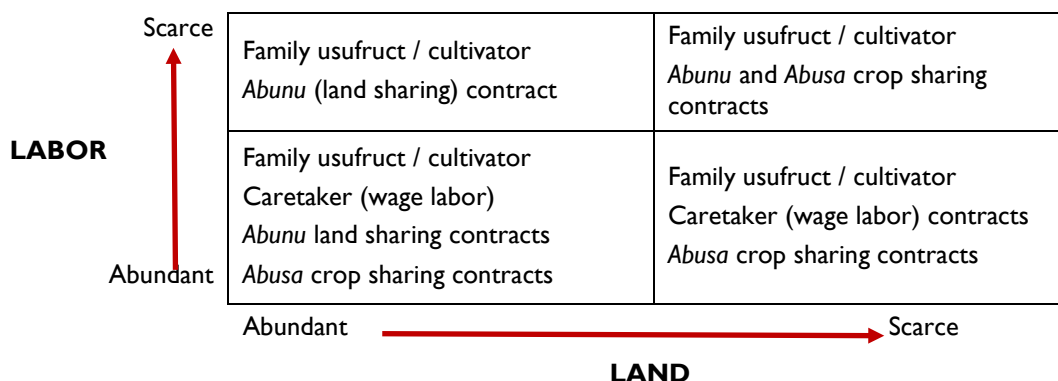 Scarce
Family usufruct / cultivator
Abunu (land sharing) contract
Family usufruct / cultivator
Abunu and Abusa crop sharing
contracts
LABOR
Family usufruct / cultivator
Caretaker (wage labor)
Abunu land sharing contracts
Abusa crop sharing contracts
Family usufruct / cultivator
Caretaker (wage labor) contracts
Abusa crop sharing contracts
Abundant
Abundant
Scarce
LAND